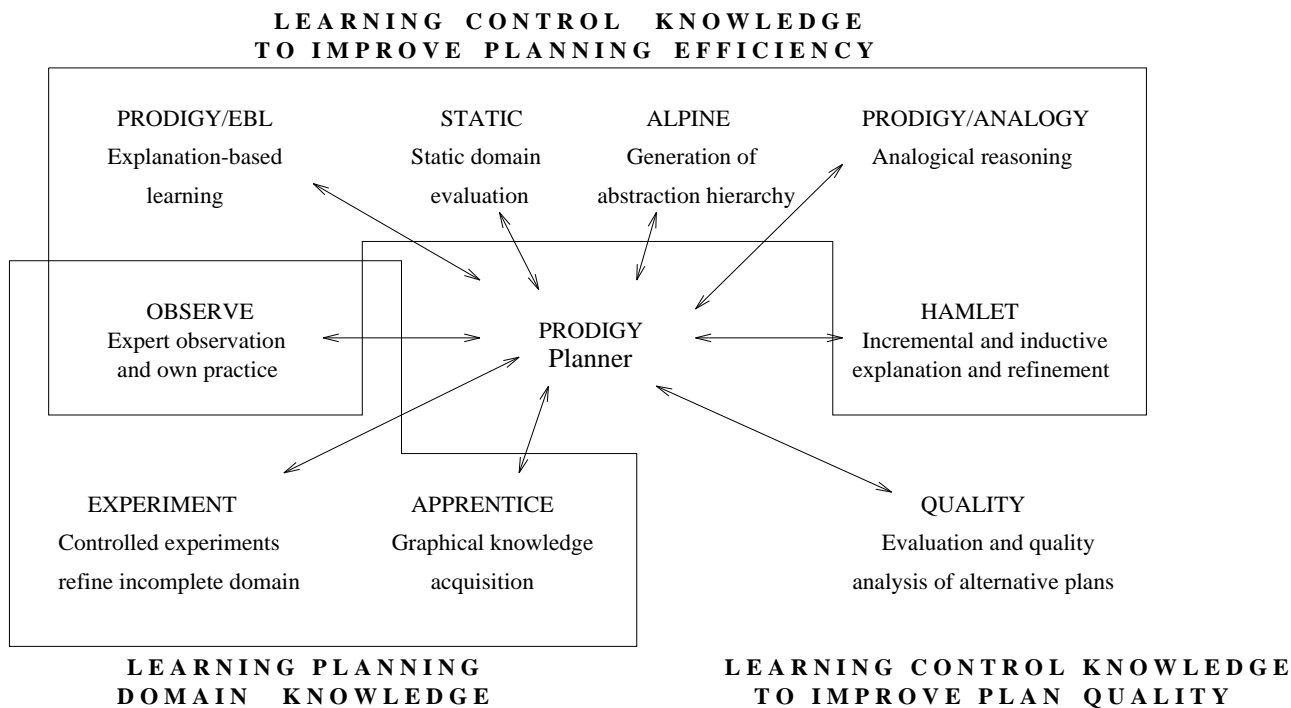 LEARNING CONTROL KNOWLEDGE
TO IMPROVE PLANNING EFFICIENCY
PRODIGY/EBL
Explanation-based
learning
STATIC
Static domain
evaluation
ALPINE
Generation of
abstraction hierarchy
PRODIGY/ANALOGY
Analogical reasoning
OBSERVE
Expert observation
and own practice
PRODIGY
Planner
HAMLET
Incremental and inductive
explanation and refinement
EXPERIMENT
Controlled experiments
refine incomplete domain
APPRENTICE
Graphical knowledge
acquisition
QUALITY
Evaluation and quality
analysis of alternative plans
LEARNING PLANNING
DOMAIN KNOWLEDGE
LEARNING CONTROL KNOWLEDGE
TO IMPROVE PLAN QUALITY